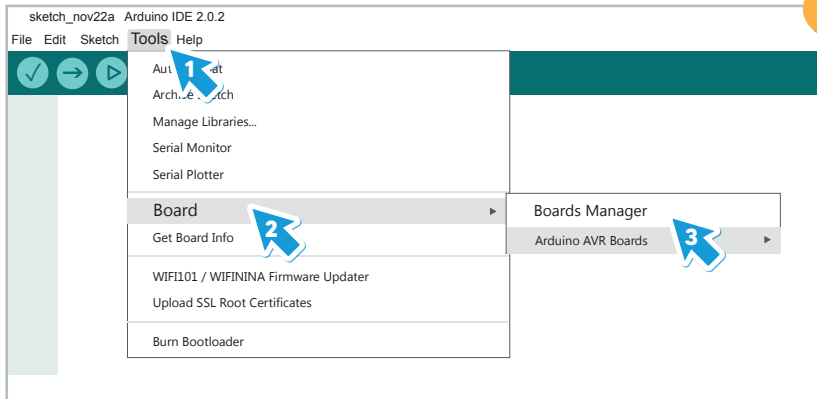 sketch_nov22a Arduino IDE 2.0.2
File Edit Sketch Tools Help
1
Archive Sketch
Manage Libraries...
Serial Monitor
Serial Plotter
Board
2
Get Board Info
Boards Manager
Arduino AVR Boards
3
WIFI101 / WIFININA Firmware Updater
Upload SSL Root Certificates
Burn Bootloader